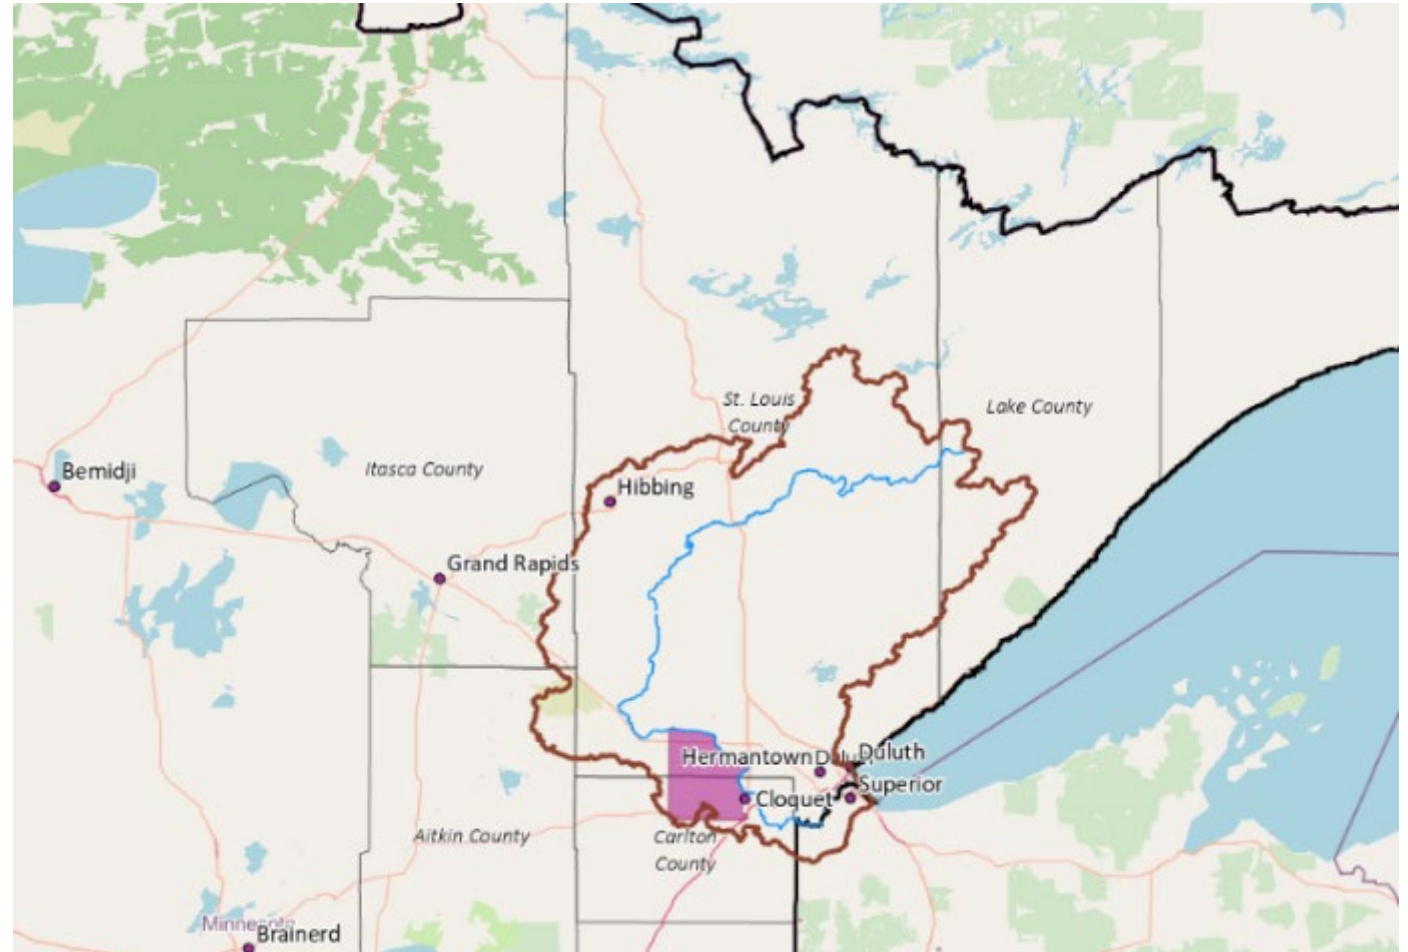 St. Louis
County
Lake County
Itasca County
Bemidji
Hibbing
Grand Rapids
Hermantown
Duluth
Superior
Cloquet
Aitkin County
Carlton
County
Minnesota
Brainerd